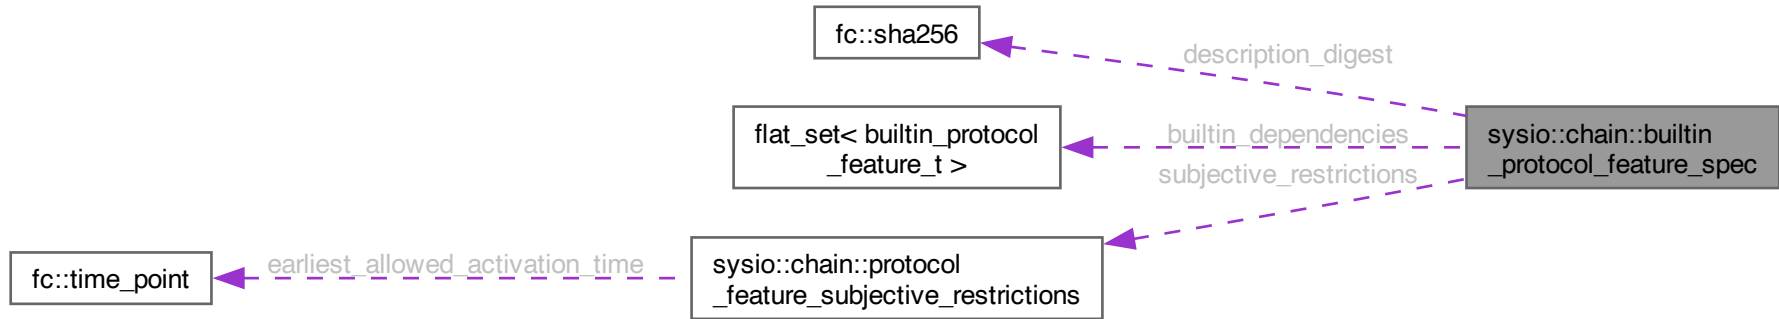 fc::sha256
description_digest
flat_set< builtin_protocol
_feature_t >
builtin_dependencies
sysio::chain::builtin
_protocol_feature_spec
subjective_restrictions
fc::time_point
earliest_allowed_activation_time
sysio::chain::protocol
_feature_subjective_restrictions